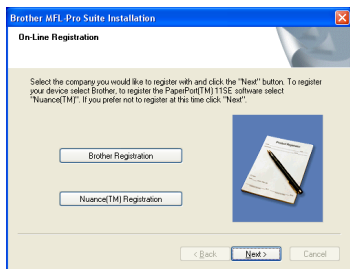 Brother MFL-Pro Suite Installation
On-Line Registration
Select the company you would like to register with and click the "Next" button. To register
your device select Brother, to register the PaperPort(TM) 11SE software select
"Nuance(TM)". If you prefer not to register at this time click "Next".
Product Registration
Brother Registration
Nuance(TM) Registration
< Back
Next >
Cancel